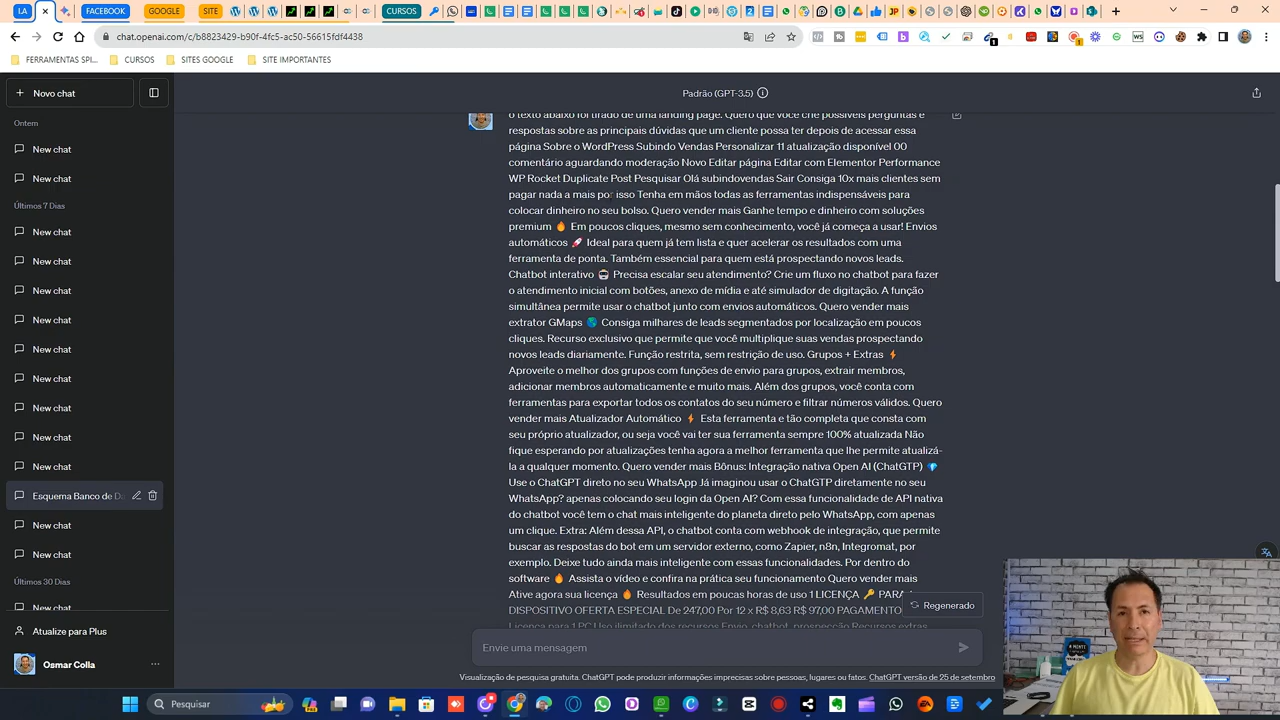 LA
FACEBOOK
GOOGLE
SITE
CURSOS
chat.openai.com/c/b8823429-b90f-4fc5-ac50-56615fdf4438
FERRAMENTAS SPI...
CURSOS
SITES GOOGLE
SITE IMPORTANTES
Novo chat
Padrão (GPT-3.5)
Ontem
New chat
New chat
Últimos 7 Dias
New chat
New chat
New chat
New chat
New chat
New chat
New chat
New chat
New chat
Esquema Banco de Da
New chat
New chat
Últimos 30 Dias
New chat
Atualize para Plus
Osmar Colla
o texto abaixo foi tirado de uma landing page. Quero que você crie possíveis perguntas e
respostas sobre as principais dúvidas que um cliente possa ter depois de acessar essa
página Sobre o WordPress Subindo Vendas Personalizar 11 atualização disponível 00
comentário aguardando moderação Novo Editar página Editar com Elementor Performance
WP Rocket Duplicate Post Pesquisar Olá subindovendas Sair Consiga 10x mais clientes sem
pagar nada a mais por isso Tenha em mãos todas as ferramentas indispensáveis para
colocar dinheiro no seu bolso. Quero vender mais Ganhe tempo e dinheiro com soluções
premium 🔥 Em poucos cliques, mesmo sem conhecimento, você já começa a usar! Envios
automáticos 🚀 Ideal para quem já tem lista e quer acelerar os resultados com uma
ferramenta de ponta. Também essencial para quem está prospectando novos leads.
Chatbot interativo 🤖 Precisa escalar seu atendimento? Crie um fluxo no chatbot para fazer
o atendimento inicial com botões, anexo de mídia e até simulador de digitação. A função
simultânea permite usar o chatbot junto com envios automáticos. Quero vender mais
extrator GMaps 🌎 Consiga milhares de leads segmentados por localização em poucos
cliques. Recurso exclusivo que permite que você multiplique suas vendas prospectando
novos leads diariamente. Função restrita, sem restrição de uso. Grupos + Extras ⚡
Aproveite o melhor dos grupos com funções de envio para grupos, extrair membros,
adicionar membros automaticamente e muito mais. Além dos grupos, você conta com
ferramentas para exportar todos os contatos do seu número e filtrar números válidos. Quero
vender mais Atualizador Automático ⚡ Esta ferramenta e tão completa que consta com
seu próprio atualizador, ou seja você vai ter sua ferramenta sempre 100% atualizada Não
fique esperando por atualizações tenha agora a melhor ferramenta que lhe permite atualizá-
la a qualquer momento. Quero vender mais Bônus: Integração nativa Open AI (ChatGTP) 💎
Use o ChatGPT direto no seu WhatsApp Já imaginou usar o ChatGTP diretamente no seu
WhatsApp? apenas colocando seu login da Open AI? Com essa funcionalidade de API nativa
do chatbot você tem o chat mais inteligente do planeta direto pelo WhatsApp, com apenas
um clique. Extra: Além dessa API, o chatbot conta com webhook de integração, que permite
buscar as respostas do bot em um servidor externo, como Zapier, n8n, Integromat, por
exemplo. Deixe tudo ainda mais inteligente com essas funcionalidades. Por dentro do
software 🔥 Assista o vídeo e confira na prática seu funcionamento Quero vender mais
Ative agora sua licença 🔥 Resultados em poucas horas de uso 1 LICENÇA 🔑 PARA 1
DISPOSITIVO OFERTA ESPECIAL De 247,00 Por 12 x R$ 8,63 R$ 97,00 PAGAMENTO
Licença para 1 PC Uso ilimitado dos recursos Envio, chatbot, prospecção Recursos extras
Regenerado
Envie uma mensagem
Visualização de pesquisa gratuita. ChatGPT pode produzir informações imprecisas sobre pessoas, lugares ou fatos. ChatGPT versão de 25 de setembro
Pesquisar